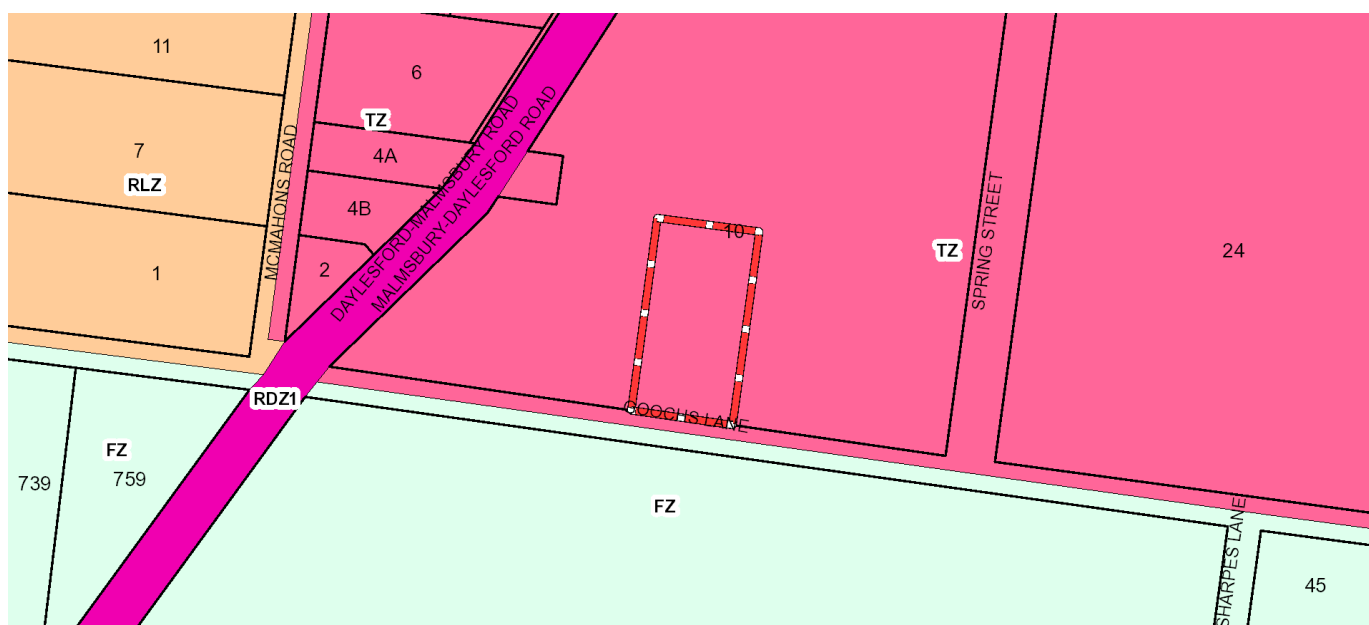 11
6
TZ
DAYLESFORD-MALMSBURY ROAD
MALMSBURY-DAYLESFORD ROAD
4A
7
RLZ
MCMAHONS ROAD
4B
10
TZ
SPRING STREET
24
1
2
RDZ1
GOOCHS LANE
FZ
759
739
FZ
SHARPES LANE
45